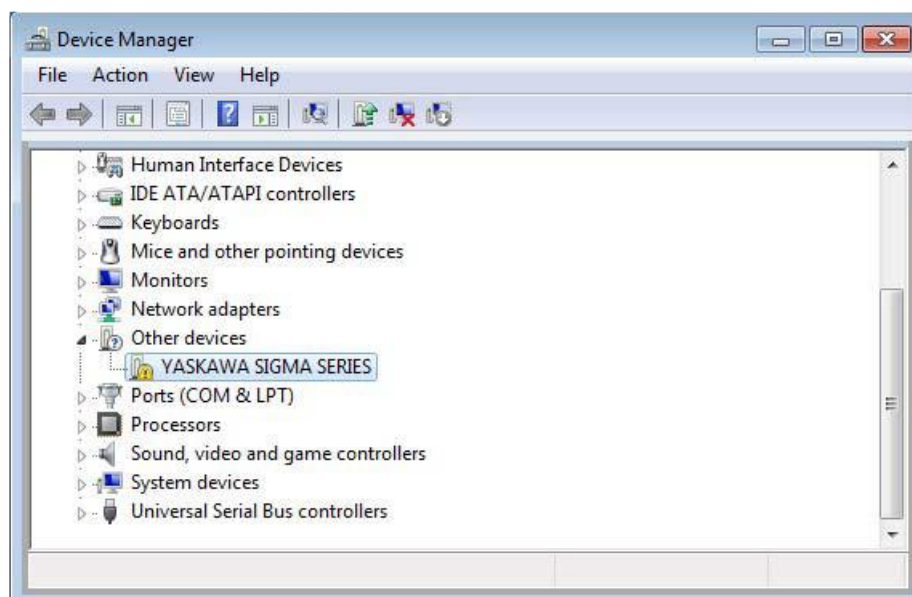 Device Manager
File Action View Help
Human Interface Devices
IDE ATA/ATAPI controllers
Keyboards
Mice and other pointing devices
Monitors
Network adapters
Other devices
YASKAWA SIGMA SERIES
Ports (COM & LPT)
Processors
Sound, video and game controllers
System devices
Universal Serial Bus controllers